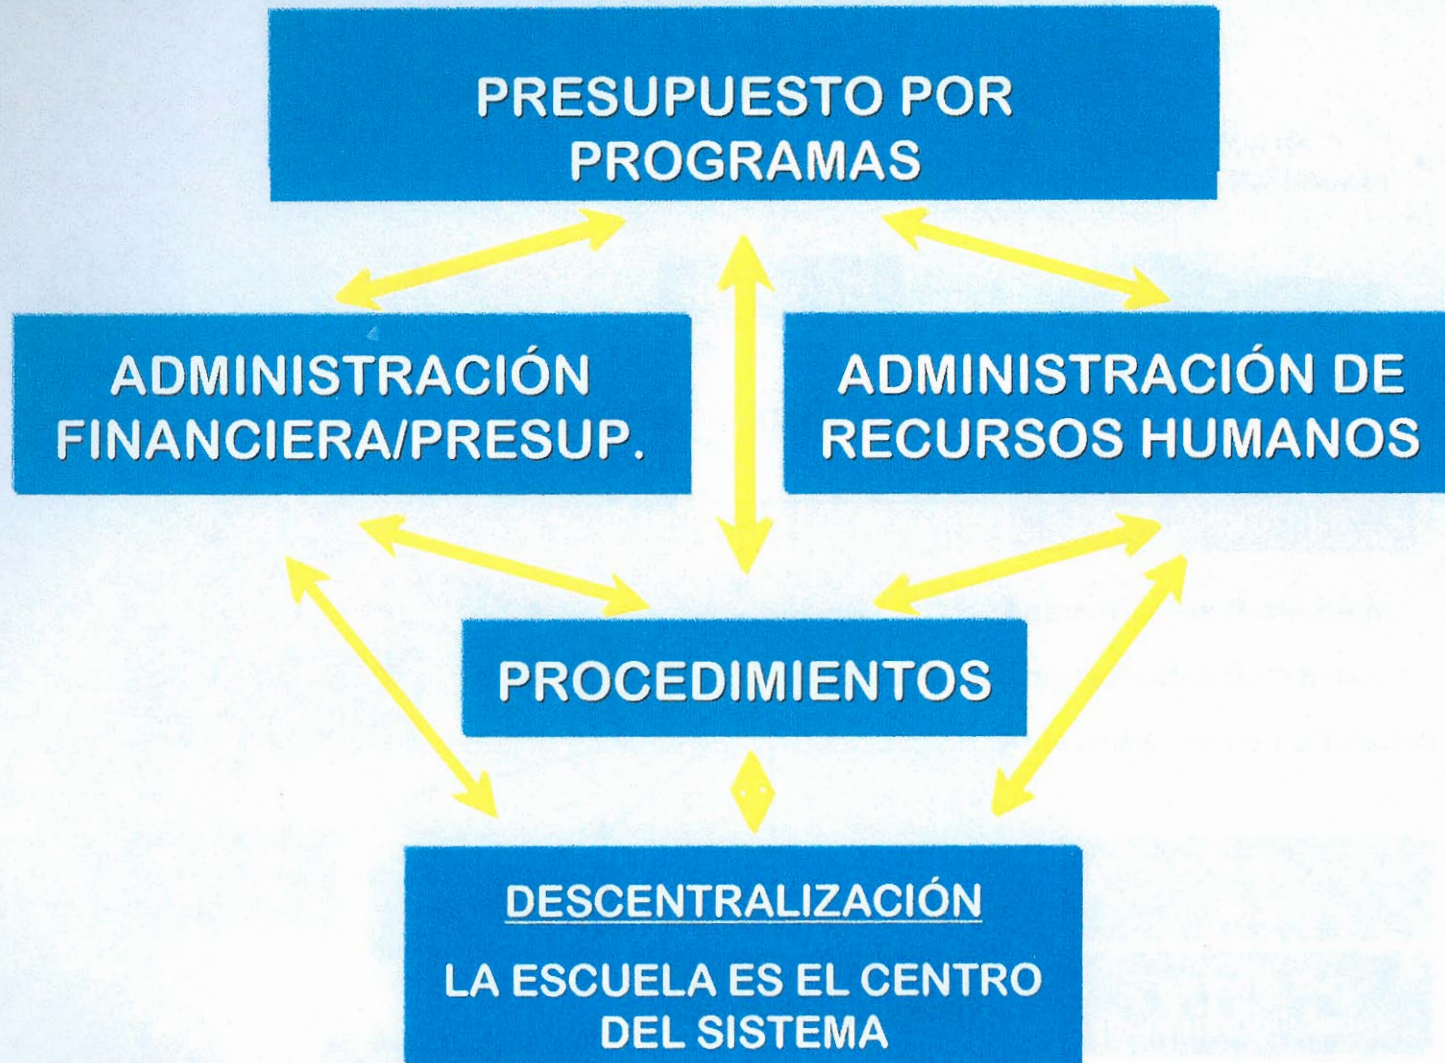 PRESUPUESTO POR
PROGRAMAS
ADMINISTRACIÓN
FINANCIERA/PRESUP.
ADMINISTRACIÓN DE
RECURSOS HUMANOS
PROCEDIMIENTOS
DESCENTRALIZACIÓN
LA ESCUELA ES EL CENTRO
DEL SISTEMA